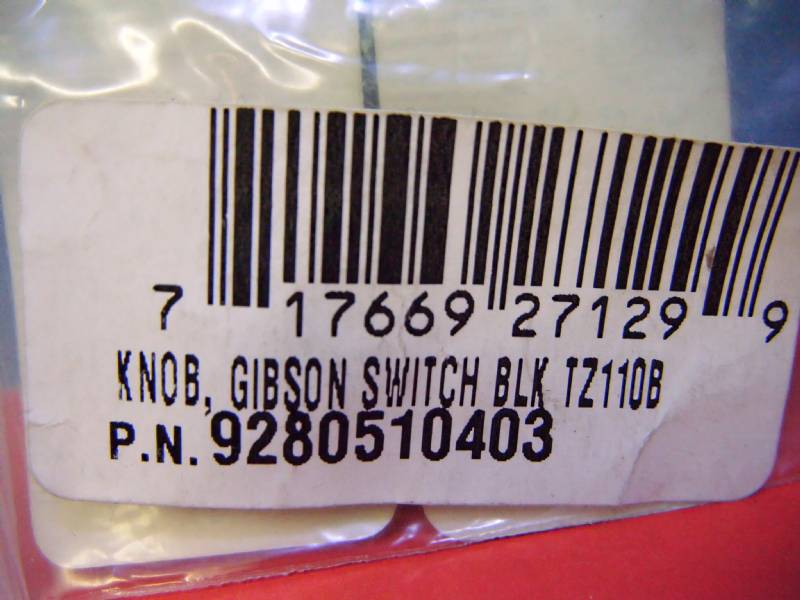 7 17669 27129 9
KNOB, GIBSON SWITCH BLK TZ110B
P.N. 9280510403